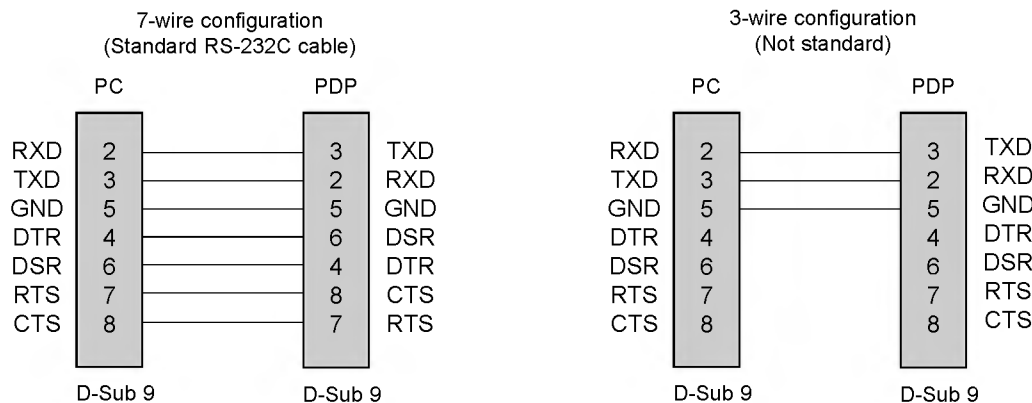 7-wire configuration
(Standard RS-232C cable)
PC PDP
RXD 2 3 TXD
TXD 3 2 RXD
GND 5 5 GND
DTR 4 6 DSR
DSR 6 4 DTR
RTS 7 8 CTS
CTS 8 7 RTS
D-Sub 9 D-Sub 9
3-wire configuration
(Not standard)
PC PDP
RXD 2 3 TXD
TXD 3 2 RXD
GND 5 5 GND
DTR 4 4 DTR
DSR 6 6 DSR
RTS 7 7 RTS
CTS 8 8 CTS
D-Sub 9 D-Sub 9